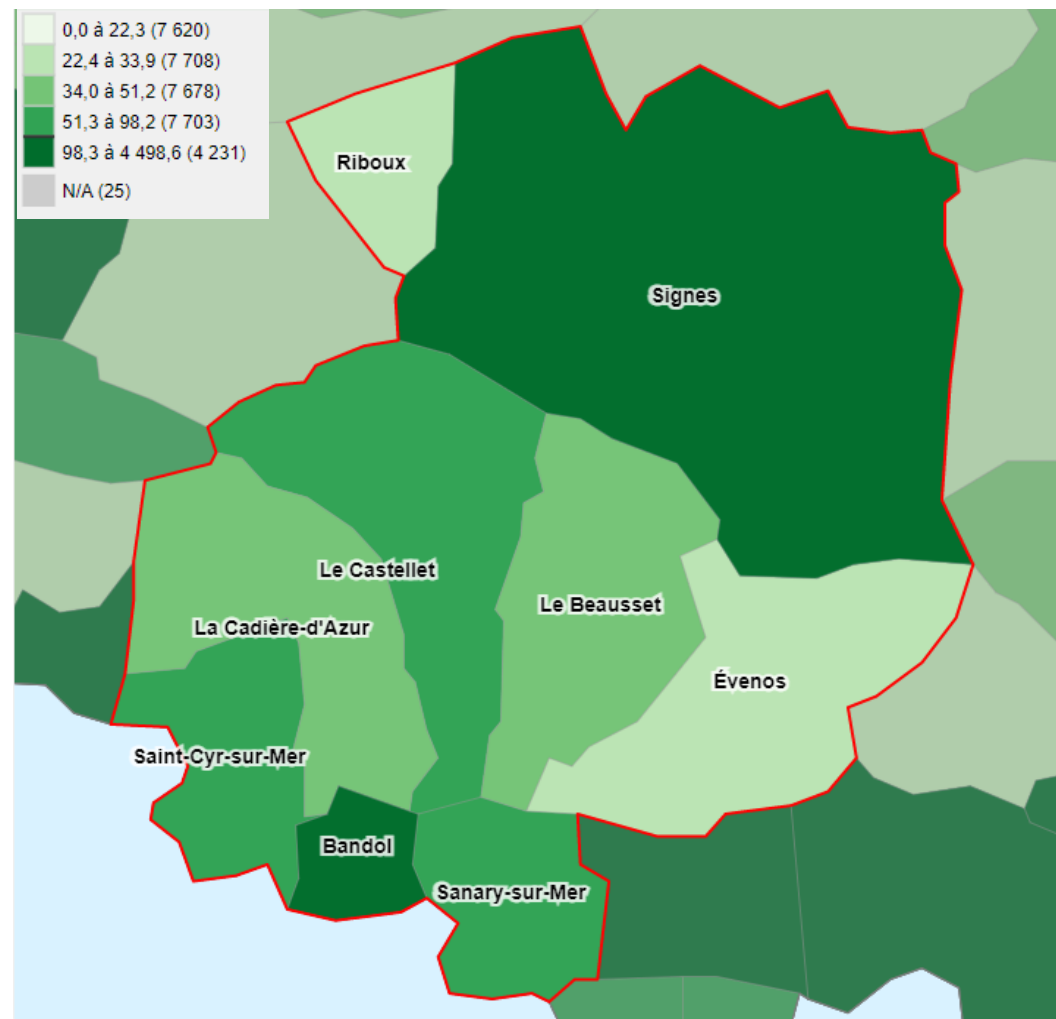 0,0 à 22,3 (7 620)
22,4 à 33,9 (7 708)
34,0 à 51,2 (7 678)
51,3 à 98,2 (7 703)
98,3 à 4 498,6 (4 231)
N/A (25)
Riboux
Signes
Le Castellet
Le Beausset
La Cadière-d'Azur
Évenos
Saint-Cyr-sur-Mer
Bandol
Sanary-sur-Mer